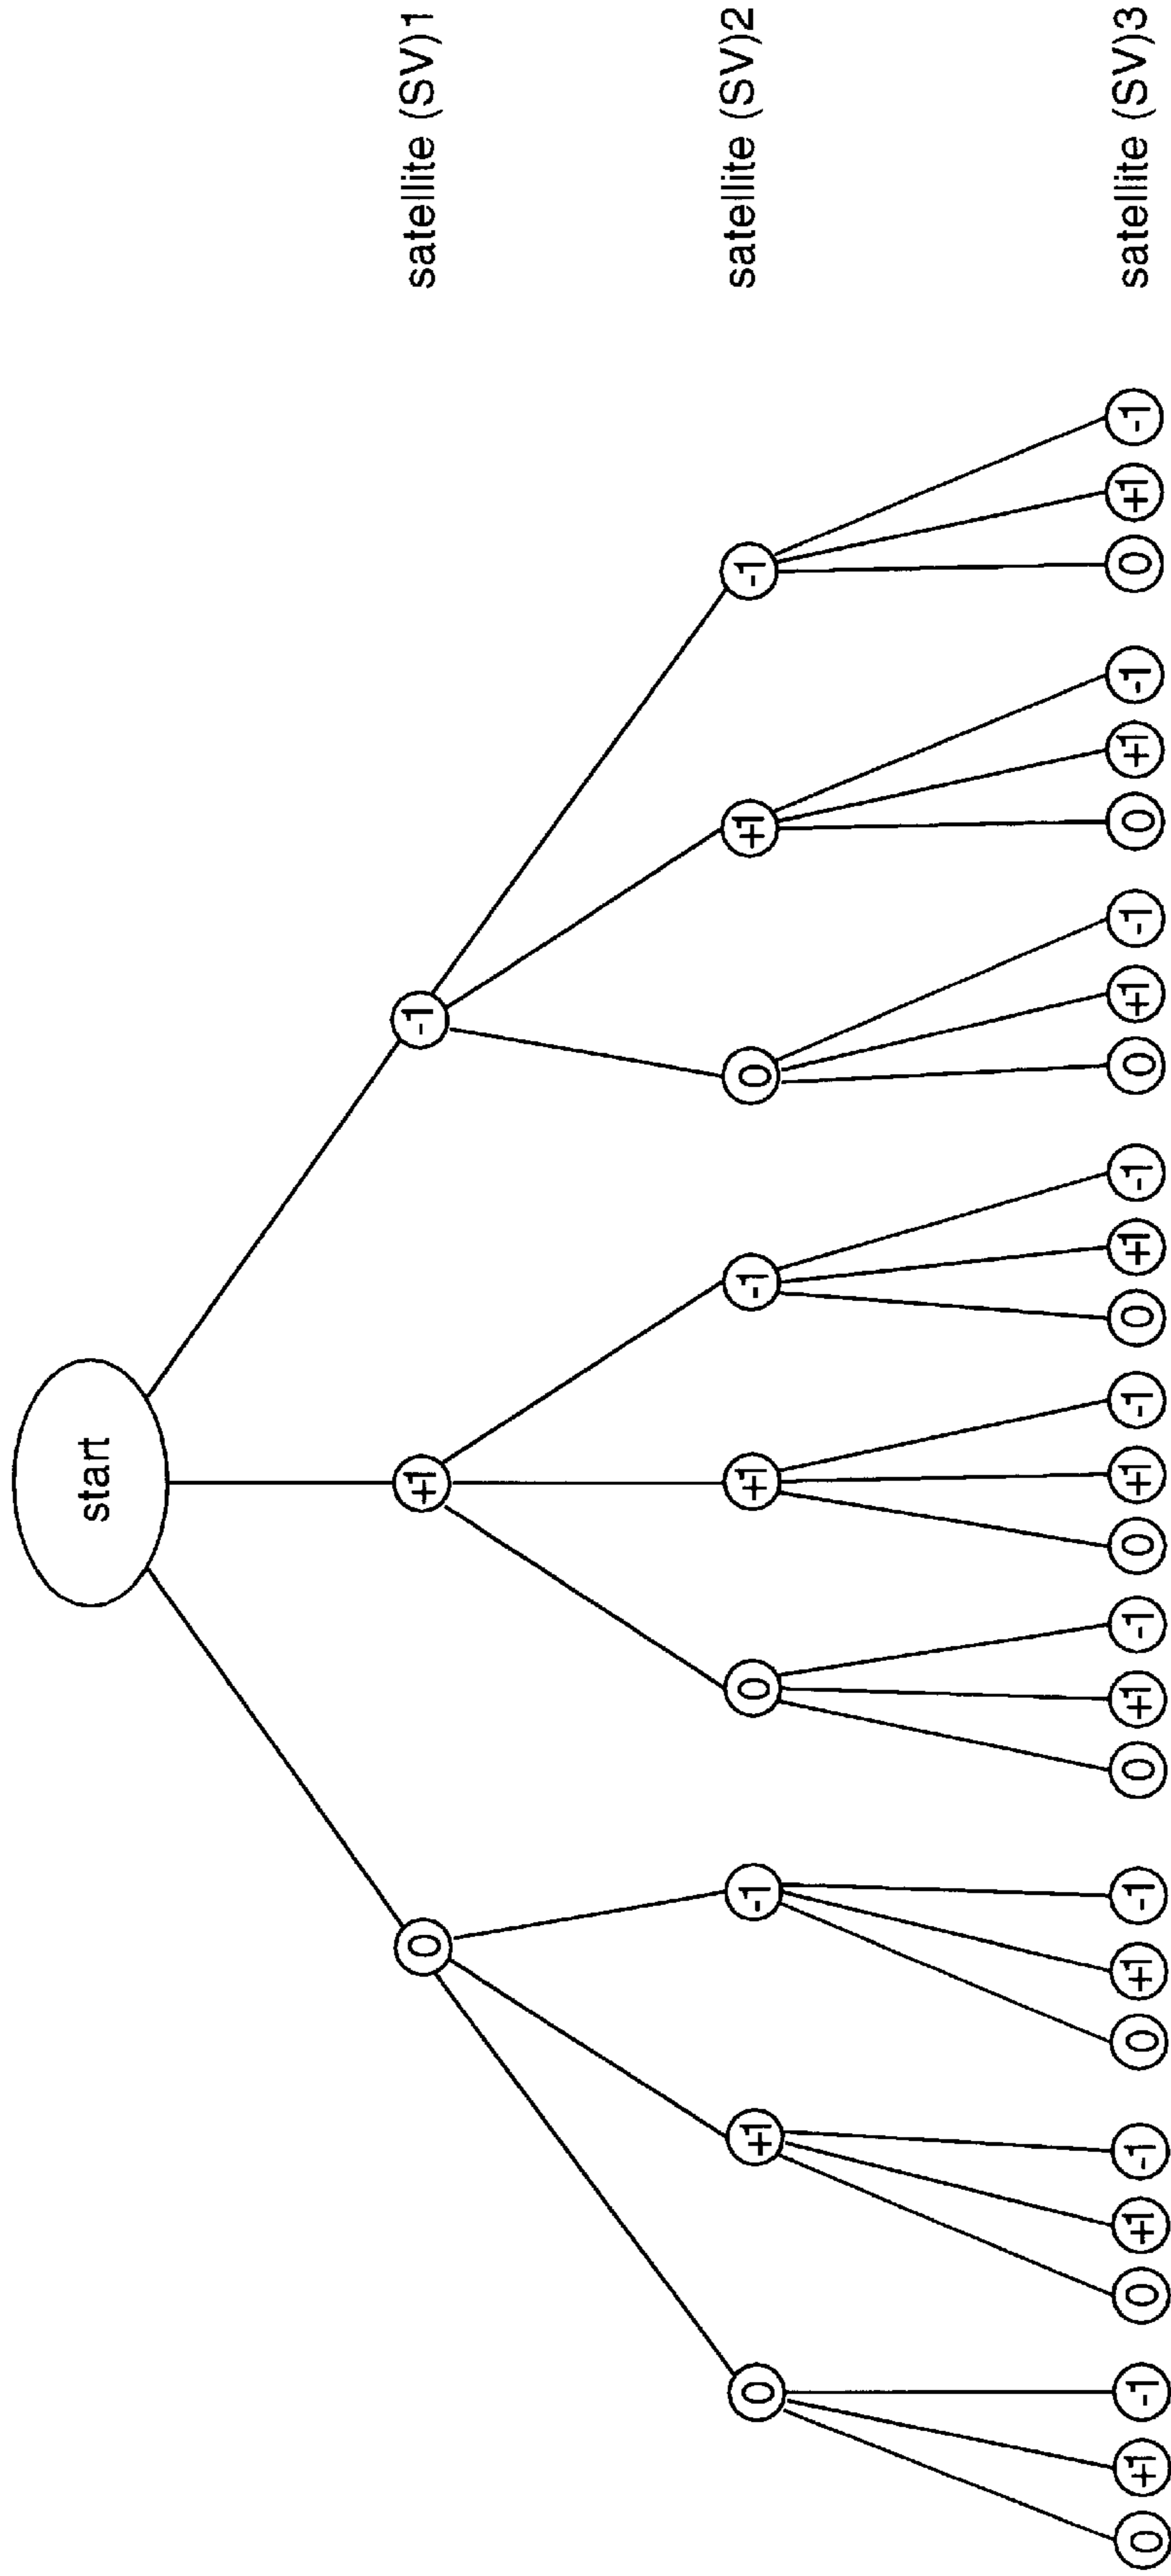 start
0 +1 -1 satellite (SV)1
0 +1 -1 0 +1 -1 0 +1 -1 satellite (SV)2
0 +1 -1 0 +1 -1 0 +1 -1 0 +1 -1 0 +1 -1 0 +1 -1 0 +1 -1 0 +1 -1 0 +1 -1 satellite (SV)3